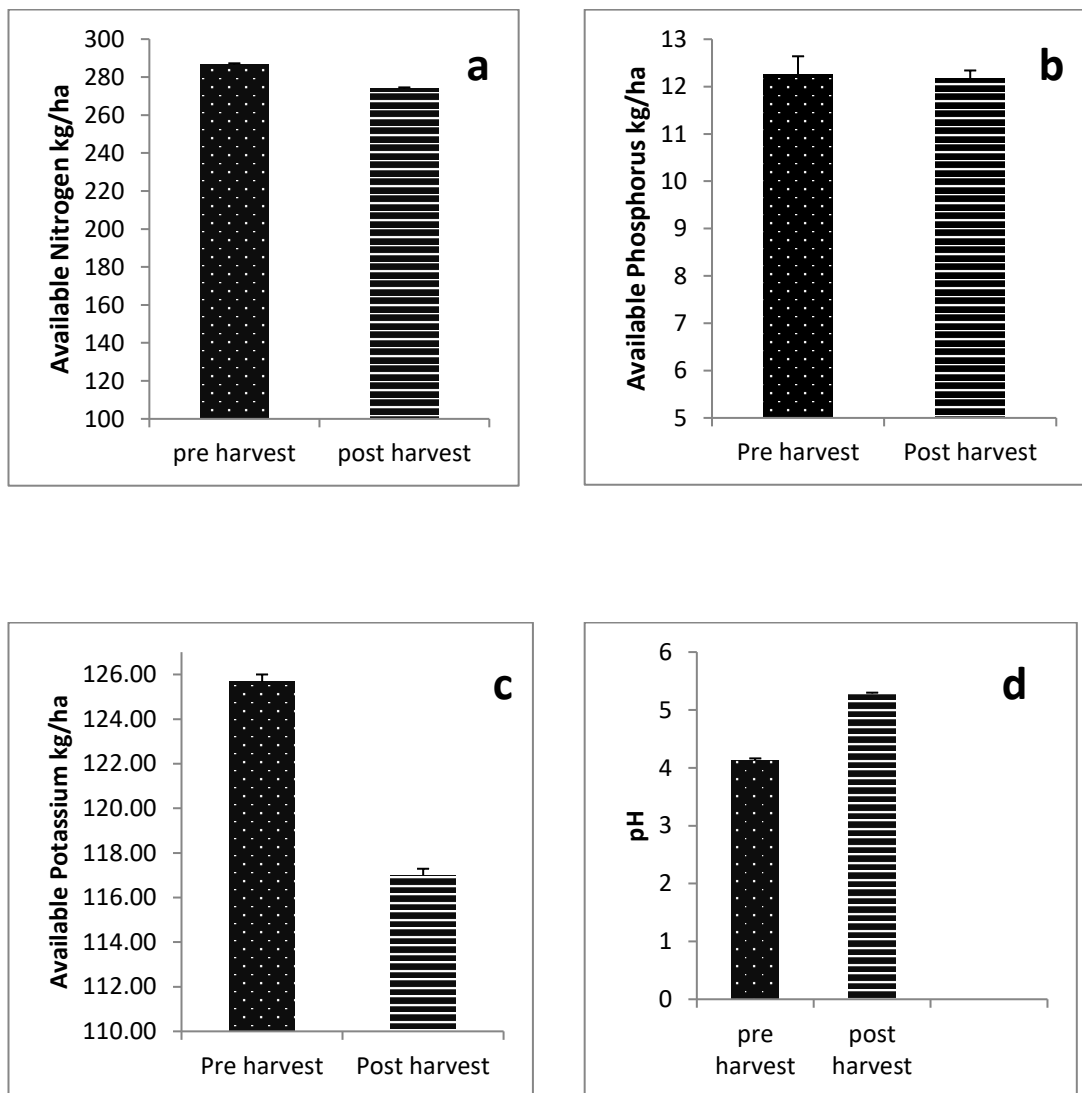 a
Available Nitrogen kg/ha
300
280
260
240
220
200
180
160
140
120
100
pre harvest post harvest
b
Available Phosphorus kg/ha
13
12
11
10
9
8
7
6
5
Pre harvest Post harvest
c
Available Potassium kg/ha
126.00
124.00
122.00
120.00
118.00
116.00
114.00
112.00
110.00
Pre harvest Post harvest
d
pH
6
5
4
3
2
1
0
pre harvest
post harvest